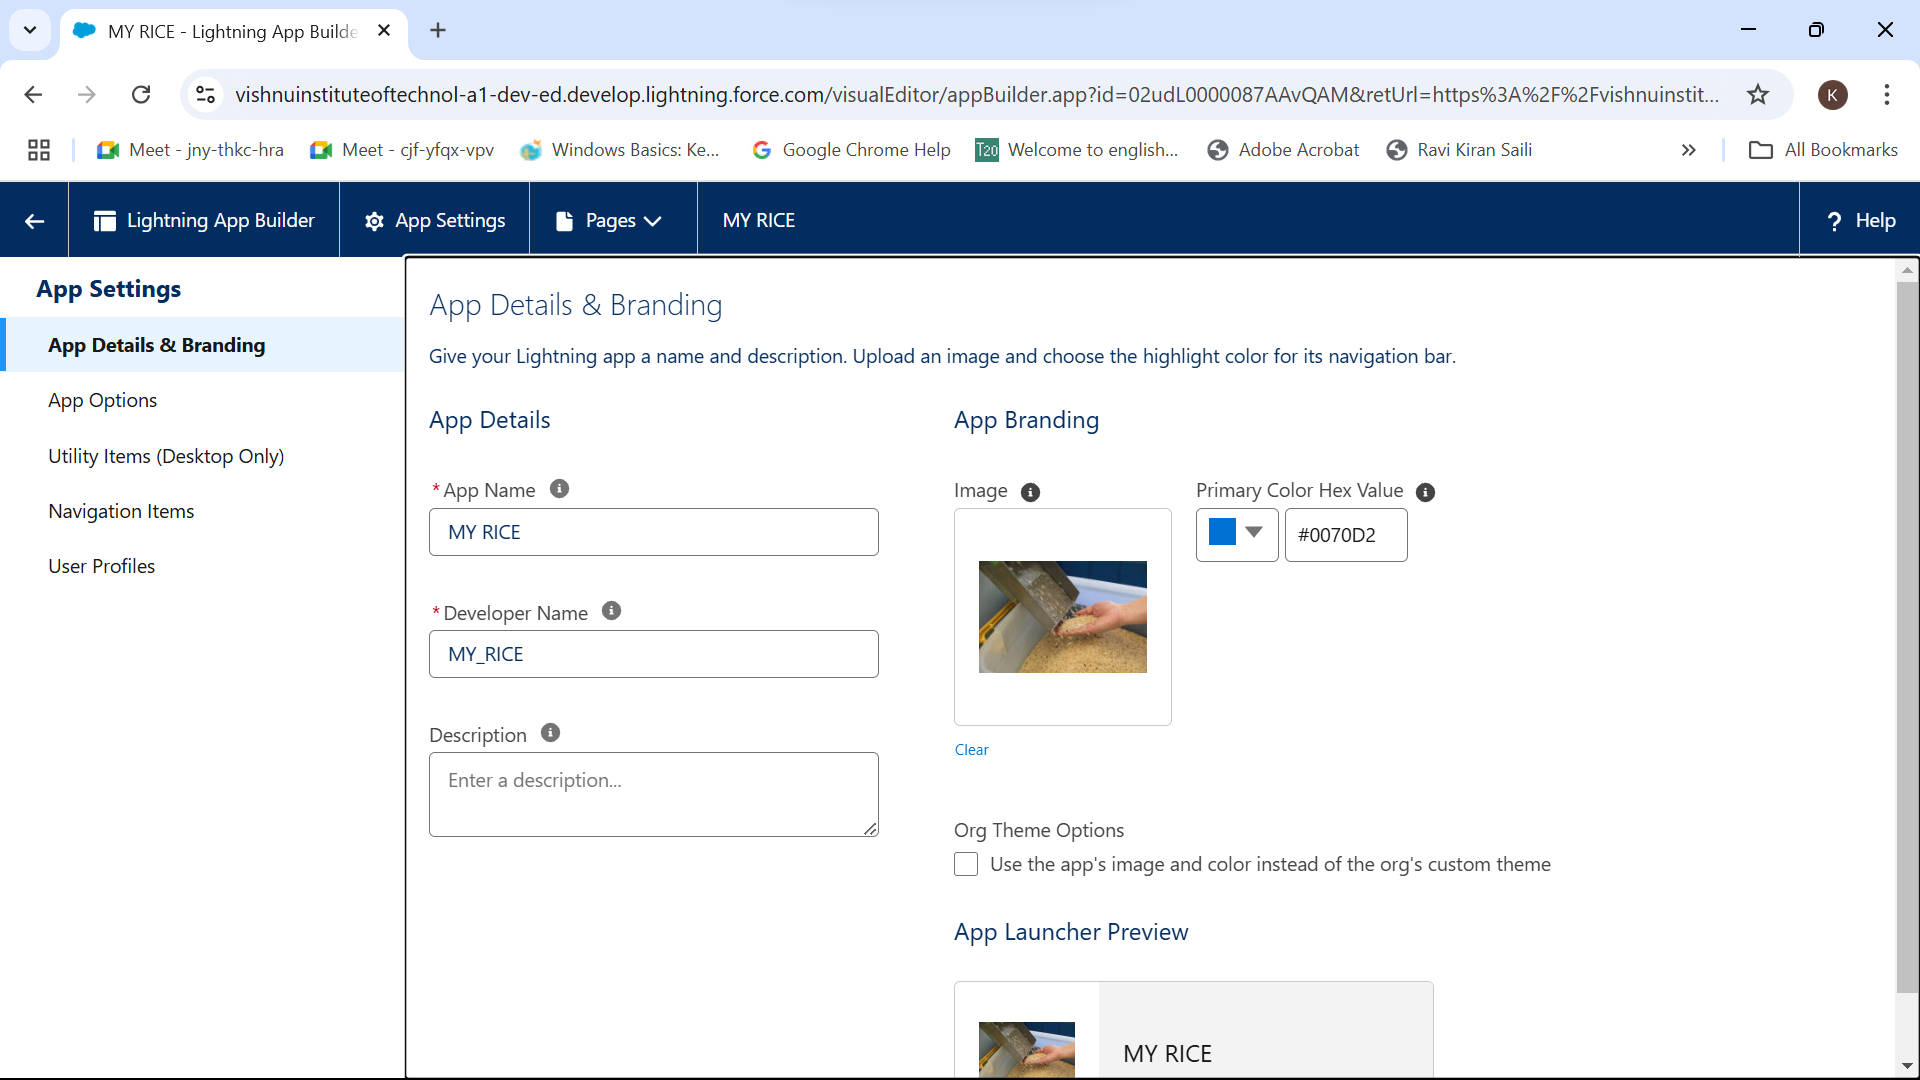 MY RICE - Lightning App Builde
vishnuinstituteoftechnol-a1-dev-ed.develop.lightning.force.com/visualEditor/appBuilder.app?id=02udL0000087AAvQAM&retUrl=https%3A%2F%2Fvishnuinstit...
K
Meet - jny-thkc-hra
Meet - cjf-yfqx-vpv
Windows Basics: Ke...
Google Chrome Help
T20
Welcome to english...
Adobe Acrobat
Ravi Kiran Saili
»
All Bookmarks
Lightning App Builder
App Settings
Pages
MY RICE
? Help
App Settings
App Details & Branding
App Options
Utility Items (Desktop Only)
Navigation Items
User Profiles
App Details & Branding
Give your Lightning app a name and description. Upload an image and choose the highlight color for its navigation bar.
App Details
*App Name
MY RICE
*Developer Name
MY_RICE
Description
Enter a description...
App Branding
Image
Primary Color Hex Value
#0070D2
Clear
Org Theme Options
Use the app's image and color instead of the org's custom theme
App Launcher Preview
MY RICE